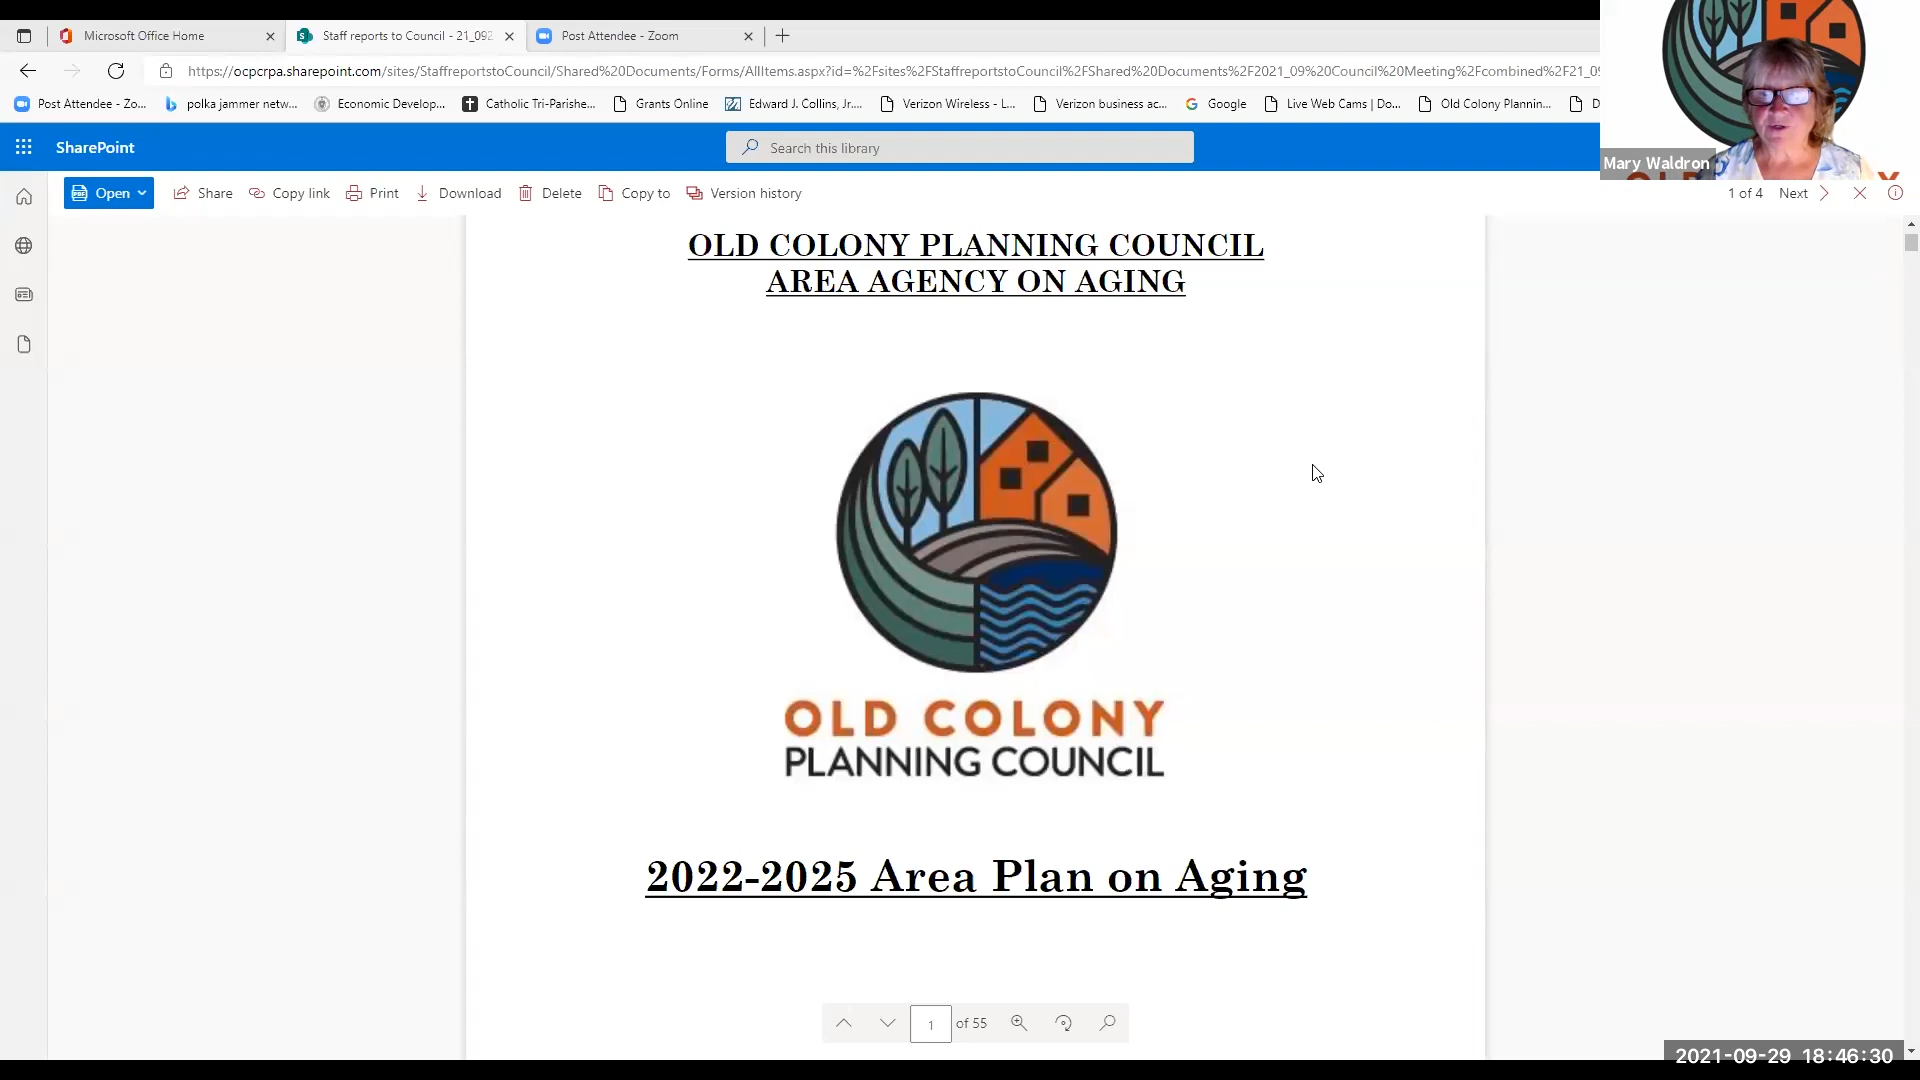 Microsoft Office Home
Staff reports to Council - 21_092
Post Attendee - Zoom
https://ocpcrpa.sharepoint.com/sites/StaffreportstoCouncil/Shared%20Documents/Forms/AllItems.aspx?id=%2Fsites%2FStaffreportstoCouncil%2FShared%20Documents%2F2021_09%20Council%20Meeting%2Fcombined%2F21_09
Post Attendee - Zo...
polka jammer netw...
Economic Develop...
Catholic Tri-Parishe...
Grants Online
Edward J. Collins, Jr....
Verizon Wireless - L...
Verizon business ac...
Google
Live Web Cams | Do...
Old Colony Plannin...
D
SharePoint
Search this library
Mary Waldron
Open
Share
Copy link
Print
Download
Delete
Copy to
Version history
1 of 4
Next
OLD COLONY PLANNING COUNCIL
AREA AGENCY ON AGING
OLD COLONY
PLANNING COUNCIL
2022-2025 Area Plan on Aging
1 of 55
2021-09-29 18:46:30